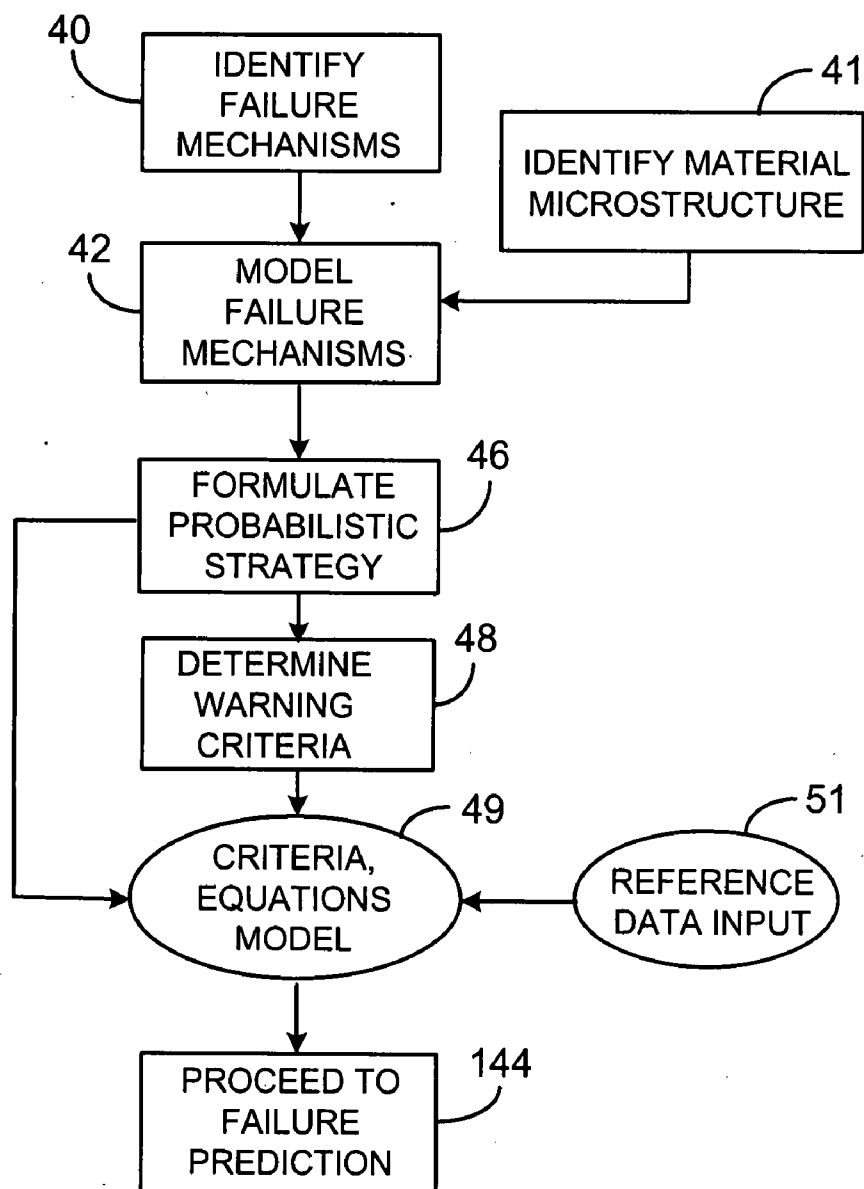 40
IDENTIFY
FAILURE
MECHANISMS
41
IDENTIFY MATERIAL
MICROSTRUCTURE
42
MODEL
FAILURE
MECHANISMS
46
FORMULATE
PROBABILISTIC
STRATEGY
48
DETERMINE
WARNING
CRITERIA
49
CRITERIA,
EQUATIONS
MODEL
51
REFERENCE
DATA INPUT
144
PROCEED TO
FAILURE
PREDICTION